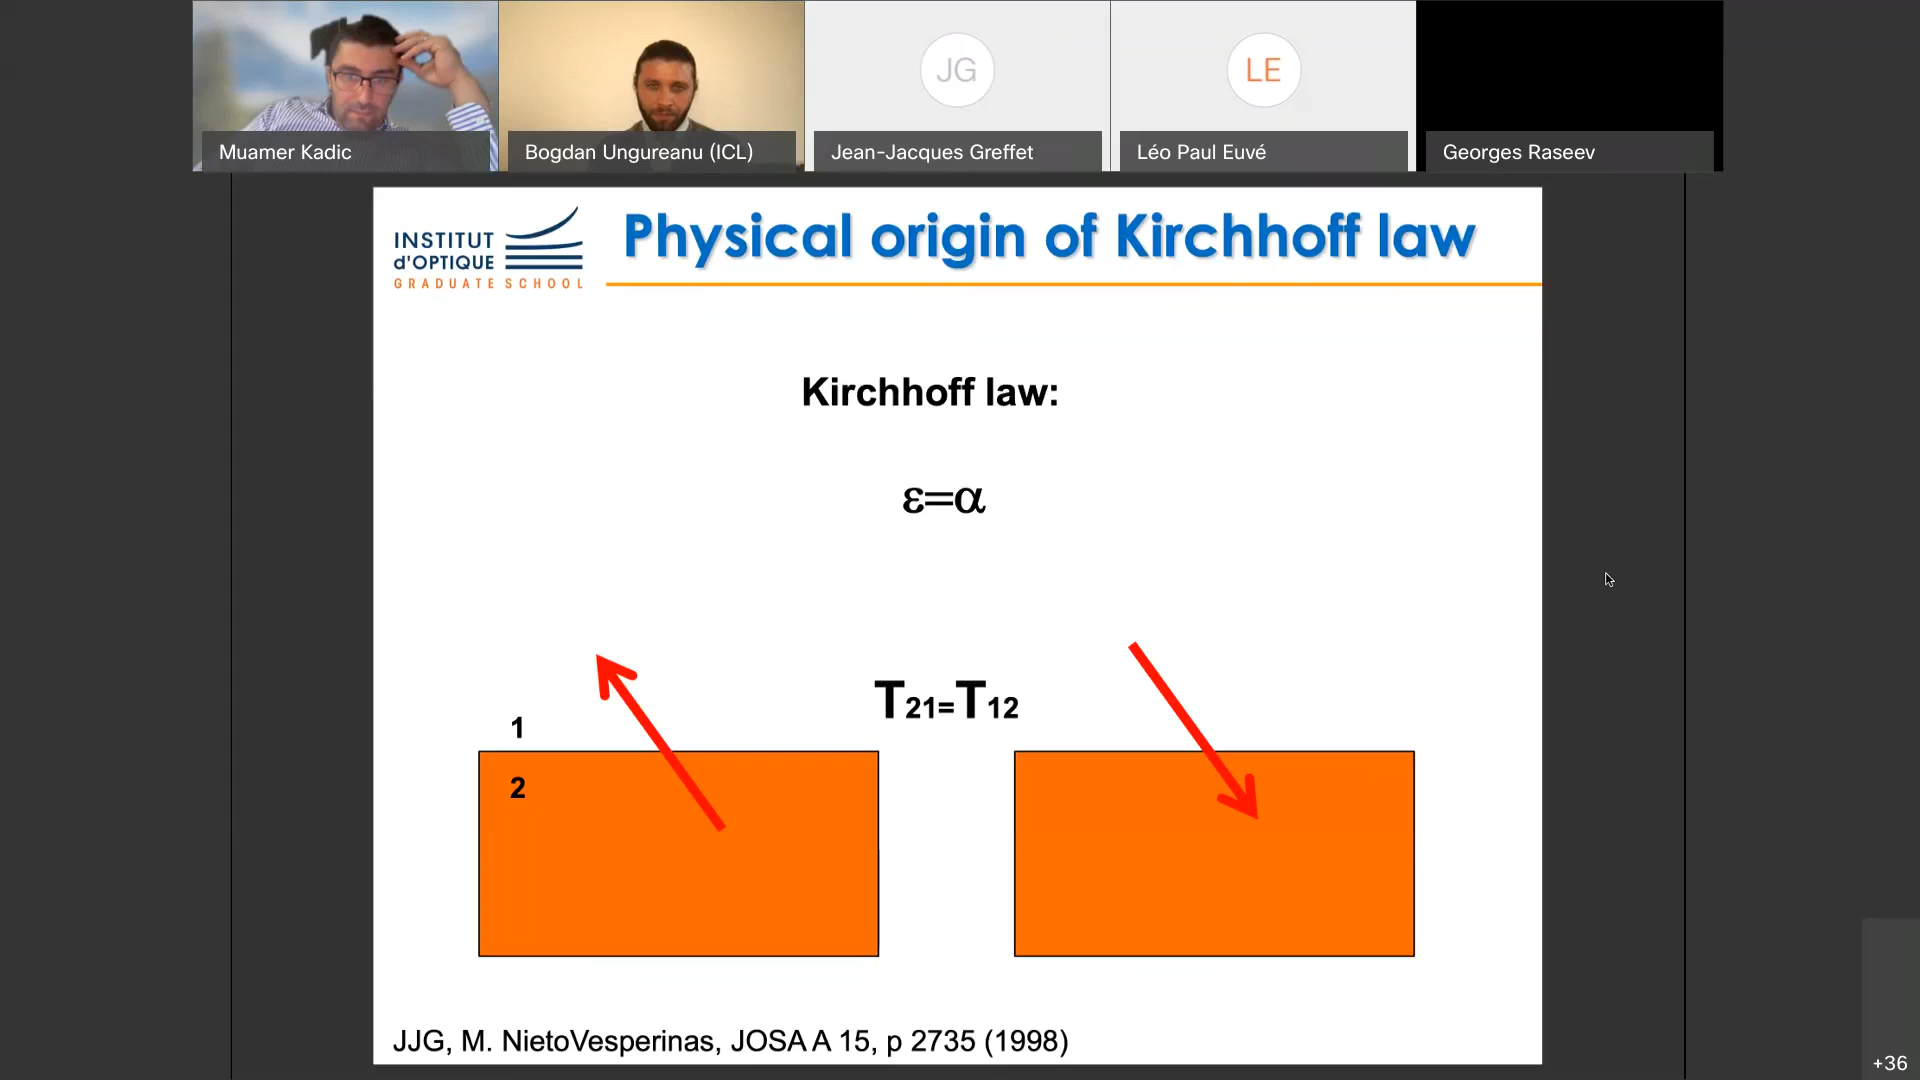 Muamer Kadic
Bogdan Ungureanu (ICL)
JG
Jean-Jacques Greffet
LE
Léo Paul Euvé
Georges Raseev
INSTITUT
d'OPTIQUE
GRADUATE SCHOOL
Physical origin of Kirchhoff law
Kirchhoff law:
ε=α
T21=T12
1
2
JJG, M. NietoVesperinas, JOSA A 15, p 2735 (1998)
+36